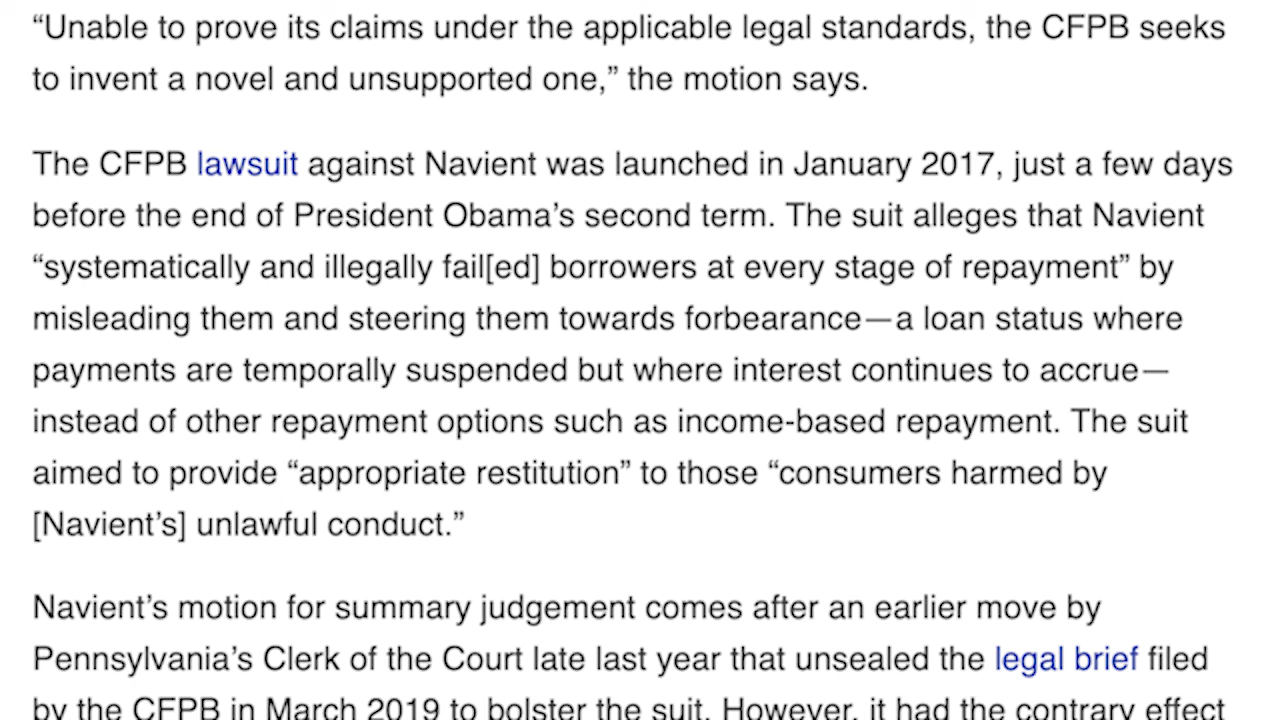 “Unable to prove its claims under the applicable legal standards, the CFPB seeks
to invent a novel and unsupported one,” the motion says.
The CFPB lawsuit against Navient was launched in January 2017, just a few days
before the end of President Obama’s second term. The suit alleges that Navient
“systematically and illegally fail[ed] borrowers at every stage of repayment” by
misleading them and steering them towards forbearance—a loan status where
payments are temporally suspended but where interest continues to accrue—
instead of other repayment options such as income-based repayment. The suit
aimed to provide “appropriate restitution” to those “consumers harmed by
[Navient’s] unlawful conduct.”
Navient’s motion for summary judgement comes after an earlier move by
Pennsylvania’s Clerk of the Court late last year that unsealed the legal brief filed
by the CFPB in March 2019 to bolster the suit. However, it had the contrary effect